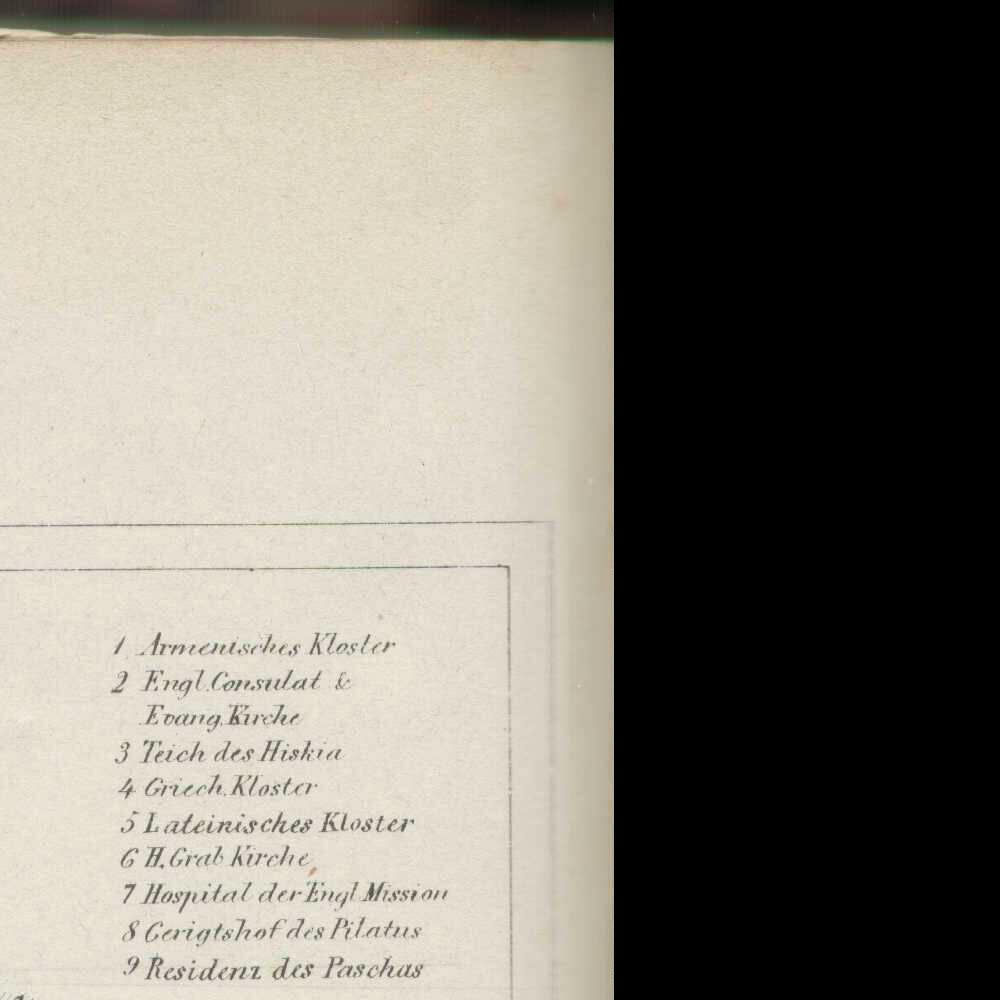 1 Armenisches Kloster
2 Engl. Consulat &
Evang. Kirche
3 Teich des Hiskia
4 Griech. Kloster
5 Lateinisches Kloster
6 H. Grab Kirche
7 Hospital der Engl Mission
8 Gerigtshof des Pilatus
9 Residenz des Paschas